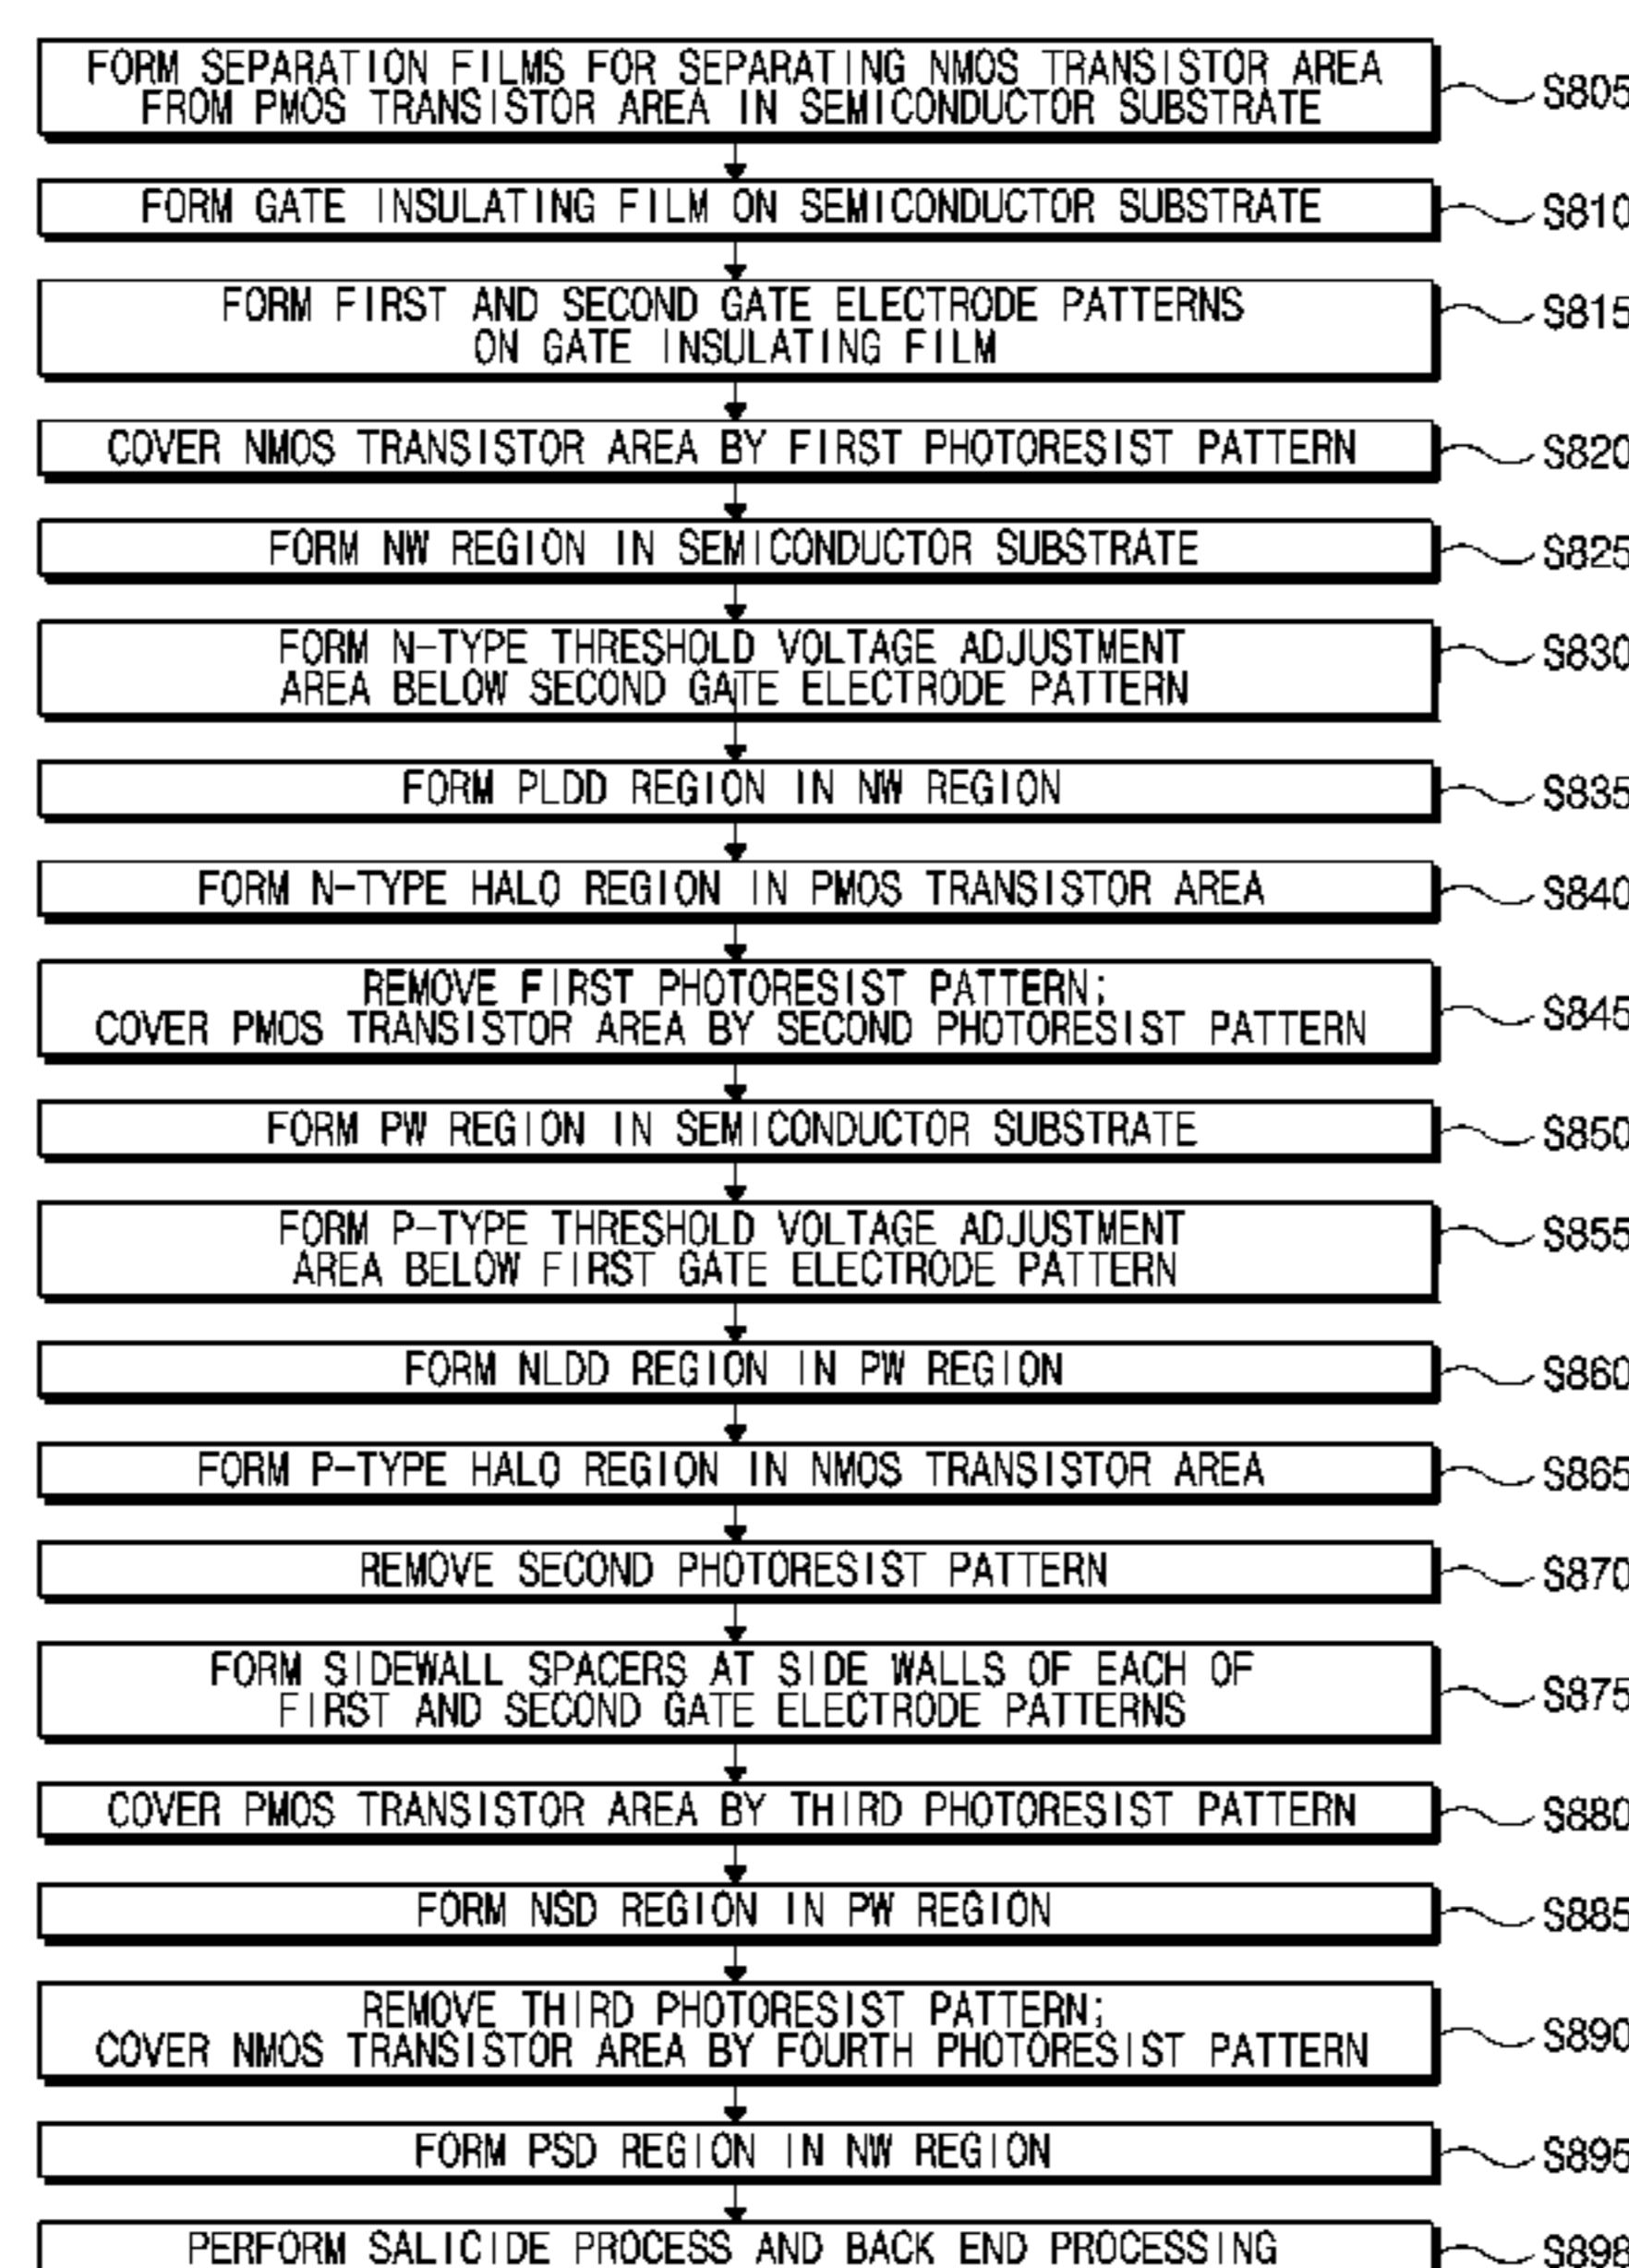 FORM SEPARATION FILMS FOR SEPARATING NMOS TRANSISTOR AREA
FROM PMOS TRANSISTOR AREA IN SEMICONDUCTOR SUBSTRATE
S805
FORM GATE INSULATING FILM ON SEMICONDUCTOR SUBSTRATE
S810
FORM FIRST AND SECOND GATE ELECTRODE PATTERNS
ON GATE INSULATING FILM
S815
COVER NMOS TRANSISTOR AREA BY FIRST PHOTORESIST PATTERN
S820
FORM NW REGION IN SEMICONDUCTOR SUBSTRATE
S825
FORM N-TYPE THRESHOLD VOLTAGE ADJUSTMENT
AREA BELOW SECOND GATE ELECTRODE PATTERN
S830
FORM PLDD REGION IN NW REGION
S835
FORM N-TYPE HALO REGION IN PMOS TRANSISTOR AREA
S840
REMOVE FIRST PHOTORESIST PATTERN;
COVER PMOS TRANSISTOR AREA BY SECOND PHOTORESIST PATTERN
S845
FORM PW REGION IN SEMICONDUCTOR SUBSTRATE
S850
FORM P-TYPE THRESHOLD VOLTAGE ADJUSTMENT
AREA BELOW FIRST GATE ELECTRODE PATTERN
S855
FORM NLDD REGION IN PW REGION
S860
FORM P-TYPE HALO REGION IN NMOS TRANSISTOR AREA
S865
REMOVE SECOND PHOTORESIST PATTERN
S870
FORM SIDEWALL SPACERS AT SIDE WALLS OF EACH OF
FIRST AND SECOND GATE ELECTRODE PATTERNS
S875
COVER PMOS TRANSISTOR AREA BY THIRD PHOTORESIST PATTERN
S880
FORM NSD REGION IN PW REGION
S885
REMOVE THIRD PHOTORESIST PATTERN;
COVER NMOS TRANSISTOR AREA BY FOURTH PHOTORESIST PATTERN
S890
FORM PSD REGION IN NW REGION
S895
PERFORM SALICIDE PROCESS AND BACK END PROCESSING
S898